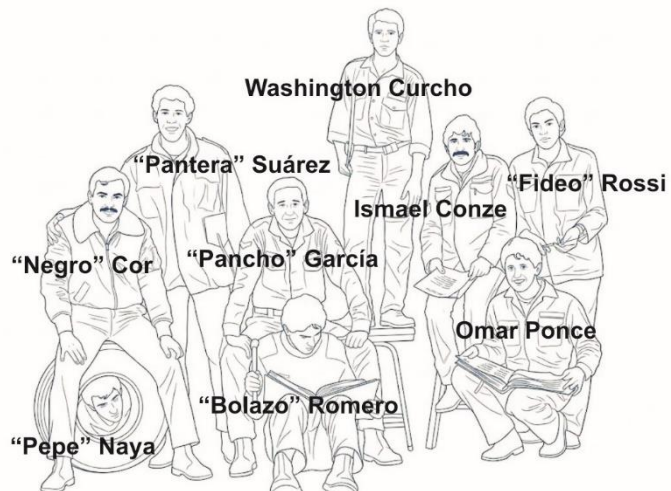 Washington Curcho
“Pantera” Suárez
“Fideo” Rossi
Ismael Conze
“Negro” Cor
“Pancho” García
Omar Ponce
“Bolazo” Romero
“Pepe” Naya